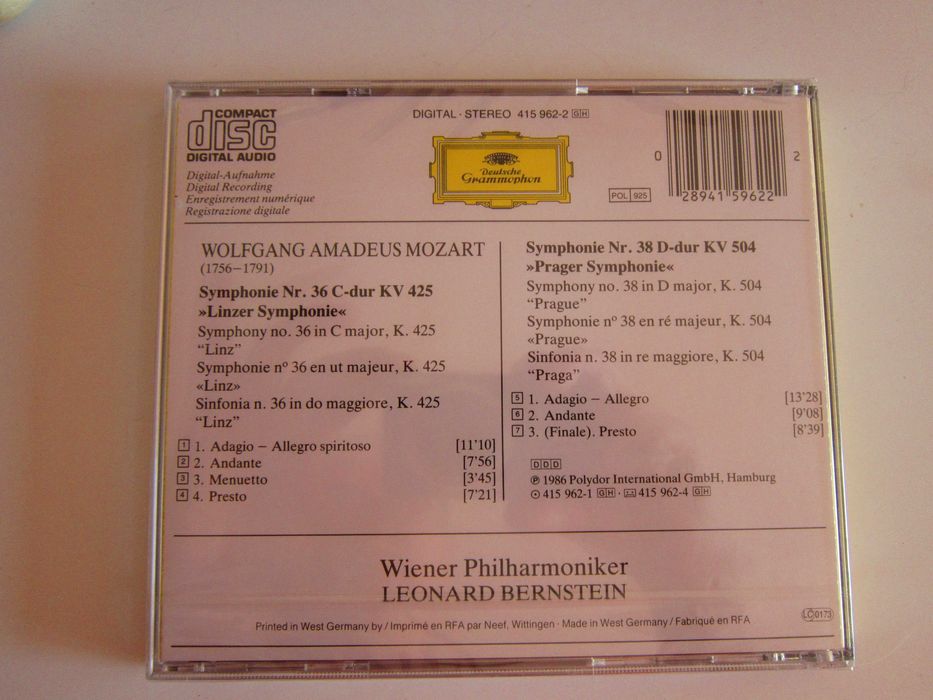 COMPACT
disc
DIGITAL AUDIO
Digital-Aufnahme
Digital Recording
Enregistrement numérique
Registrazione digitale
DIGITAL · STEREO 415 962-2 GH
Deutsche
Grammophon
POL 925
0 28941 59622 2
WOLFGANG AMADEUS MOZART
(1756–1791)
Symphonie Nr. 36 C-dur KV 425
»Linzer Symphonie«
Symphony no. 36 in C major, K. 425
“Linz”
Symphonie nº 36 en ut majeur, K. 425
«Linz»
Sinfonia n. 36 in do maggiore, K. 425
“Linz”
1 1. Adagio – Allegro spiritoso [11'10]
2 2. Andante [7'56]
3 3. Menuetto [3'45]
4 4. Presto [7'21]
Symphonie Nr. 38 D-dur KV 504
»Prager Symphonie«
Symphony no. 38 in D major, K. 504
“Prague”
Symphonie nº 38 en ré majeur, K. 504
«Prague»
Sinfonia n. 38 in re maggiore, K. 504
“Praga”
5 1. Adagio – Allegro [13'28]
6 2. Andante [9'08]
7 3. (Finale). Presto [8'39]
DDD
℗ 1986 Polydor International GmbH, Hamburg
415 962-1 GH · 415 962-4 GH
Wiener Philharmoniker
LEONARD BERNSTEIN
LC 0173
Printed in West Germany by / Imprimé en RFA par Neef, Wittingen · Made in West Germany / Fabriqué en RFA